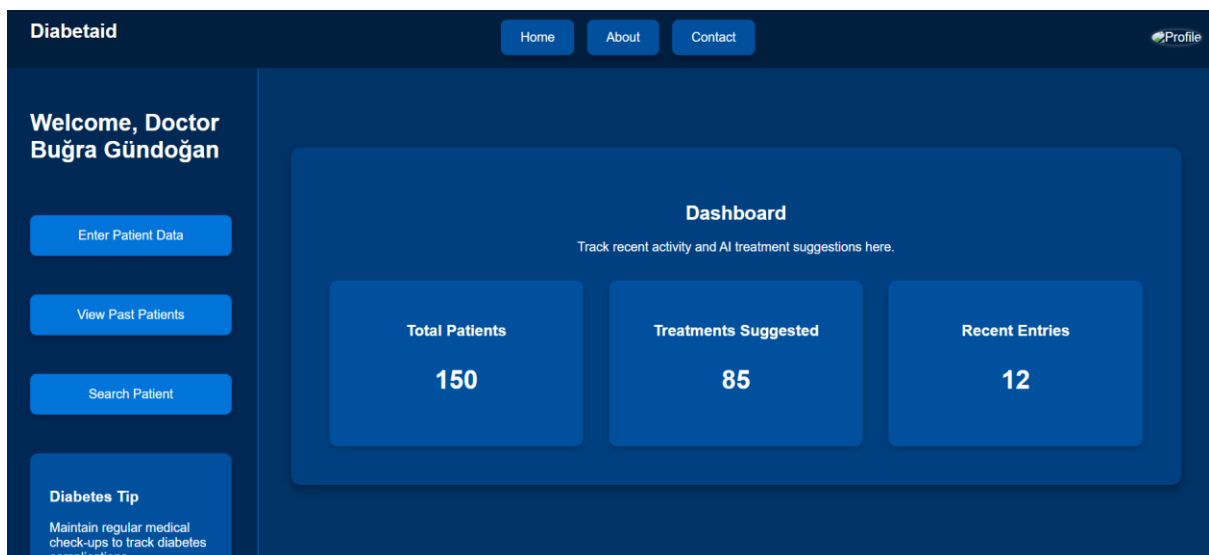 Diabetaid
Home
About
Contact
Profile
Welcome, Doctor
Buğra Gündoğan
Enter Patient Data
View Past Patients
Search Patient
Diabetes Tip
Maintain regular medical
check-ups to track diabetes
complications
Dashboard
Track recent activity and AI treatment suggestions here.
Total Patients
150
Treatments Suggested
85
Recent Entries
12